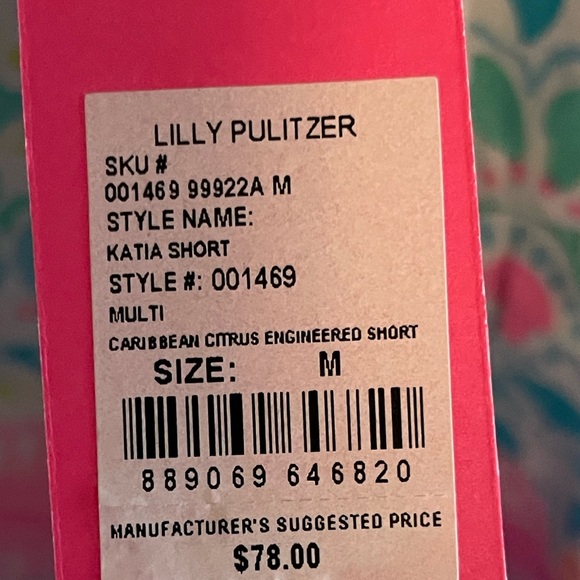 LILLY PULITZER
SKU #
001469 99922A M
STYLE NAME:
KATIA SHORT
STYLE #: 001469
MULTI
CARIBBEAN CITRUS ENGINEERED SHORT
SIZE: M
889069 646820
MANUFACTURER'S SUGGESTED PRICE
$78.00